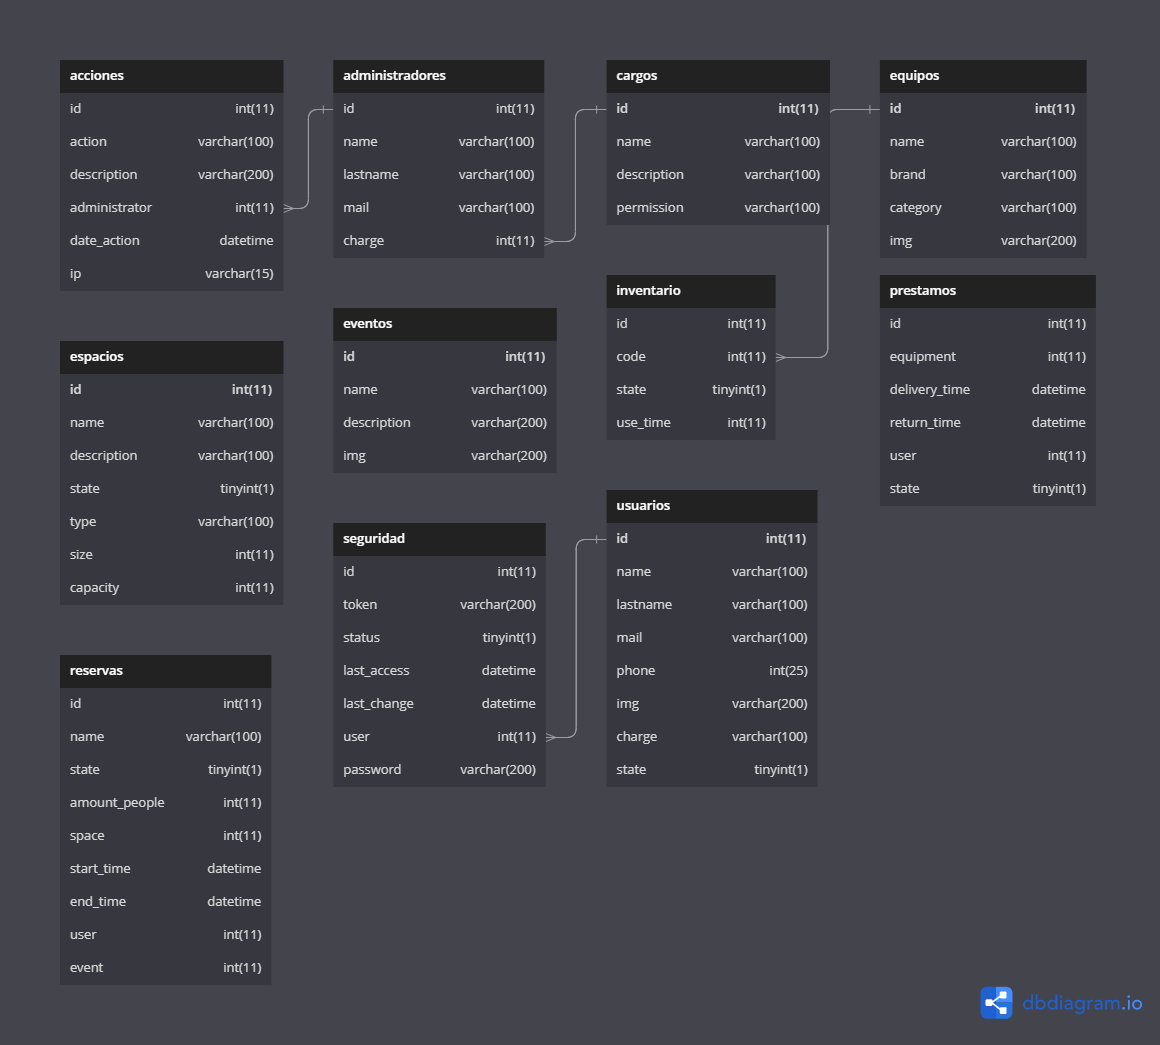 acciones
id int(11)
action varchar(100)
description varchar(200)
administrator int(11)
date_action datetime
ip varchar(15)
administradores
id int(11)
name varchar(100)
lastname varchar(100)
mail varchar(100)
charge int(11)
cargos
id int(11)
name varchar(100)
description varchar(100)
permission varchar(100)
equipos
id int(11)
name varchar(100)
brand varchar(100)
category varchar(100)
img varchar(200)
espacios
id int(11)
name varchar(100)
description varchar(100)
state tinyint(1)
type varchar(100)
size int(11)
capacity int(11)
eventos
id int(11)
name varchar(100)
description varchar(200)
img varchar(200)
inventario
id int(11)
code int(11)
state tinyint(1)
use_time int(11)
prestamos
id int(11)
equipment int(11)
delivery_time datetime
return_time datetime
user int(11)
state tinyint(1)
seguridad
id int(11)
token varchar(200)
status tinyint(1)
last_access datetime
last_change datetime
user int(11)
password varchar(200)
usuarios
id int(11)
name varchar(100)
lastname varchar(100)
mail varchar(100)
phone int(25)
img varchar(200)
charge varchar(100)
state tinyint(1)
reservas
id int(11)
name varchar(100)
state tinyint(1)
amount_people int(11)
space int(11)
start_time datetime
end_time datetime
user int(11)
event int(11)
dbdiagram.io